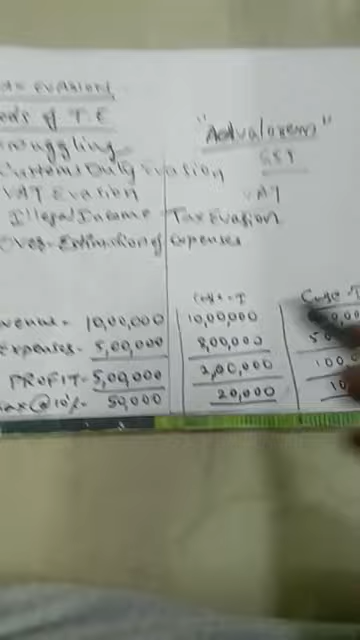 Evasion
of T.E
Smuggling
"Advalorem"
GST
Customs Duty Evasion
VAT Evasion
VAT
Illegal Income Tax Evasion
Over-Estimation of Expenses
Case-I
Revenue = 10,00,000 10,00,000
Expenses- 5,00,000 8,00,000
PROFIT- 5,00,000 2,00,000
Tax@10%= 50,000 20,000